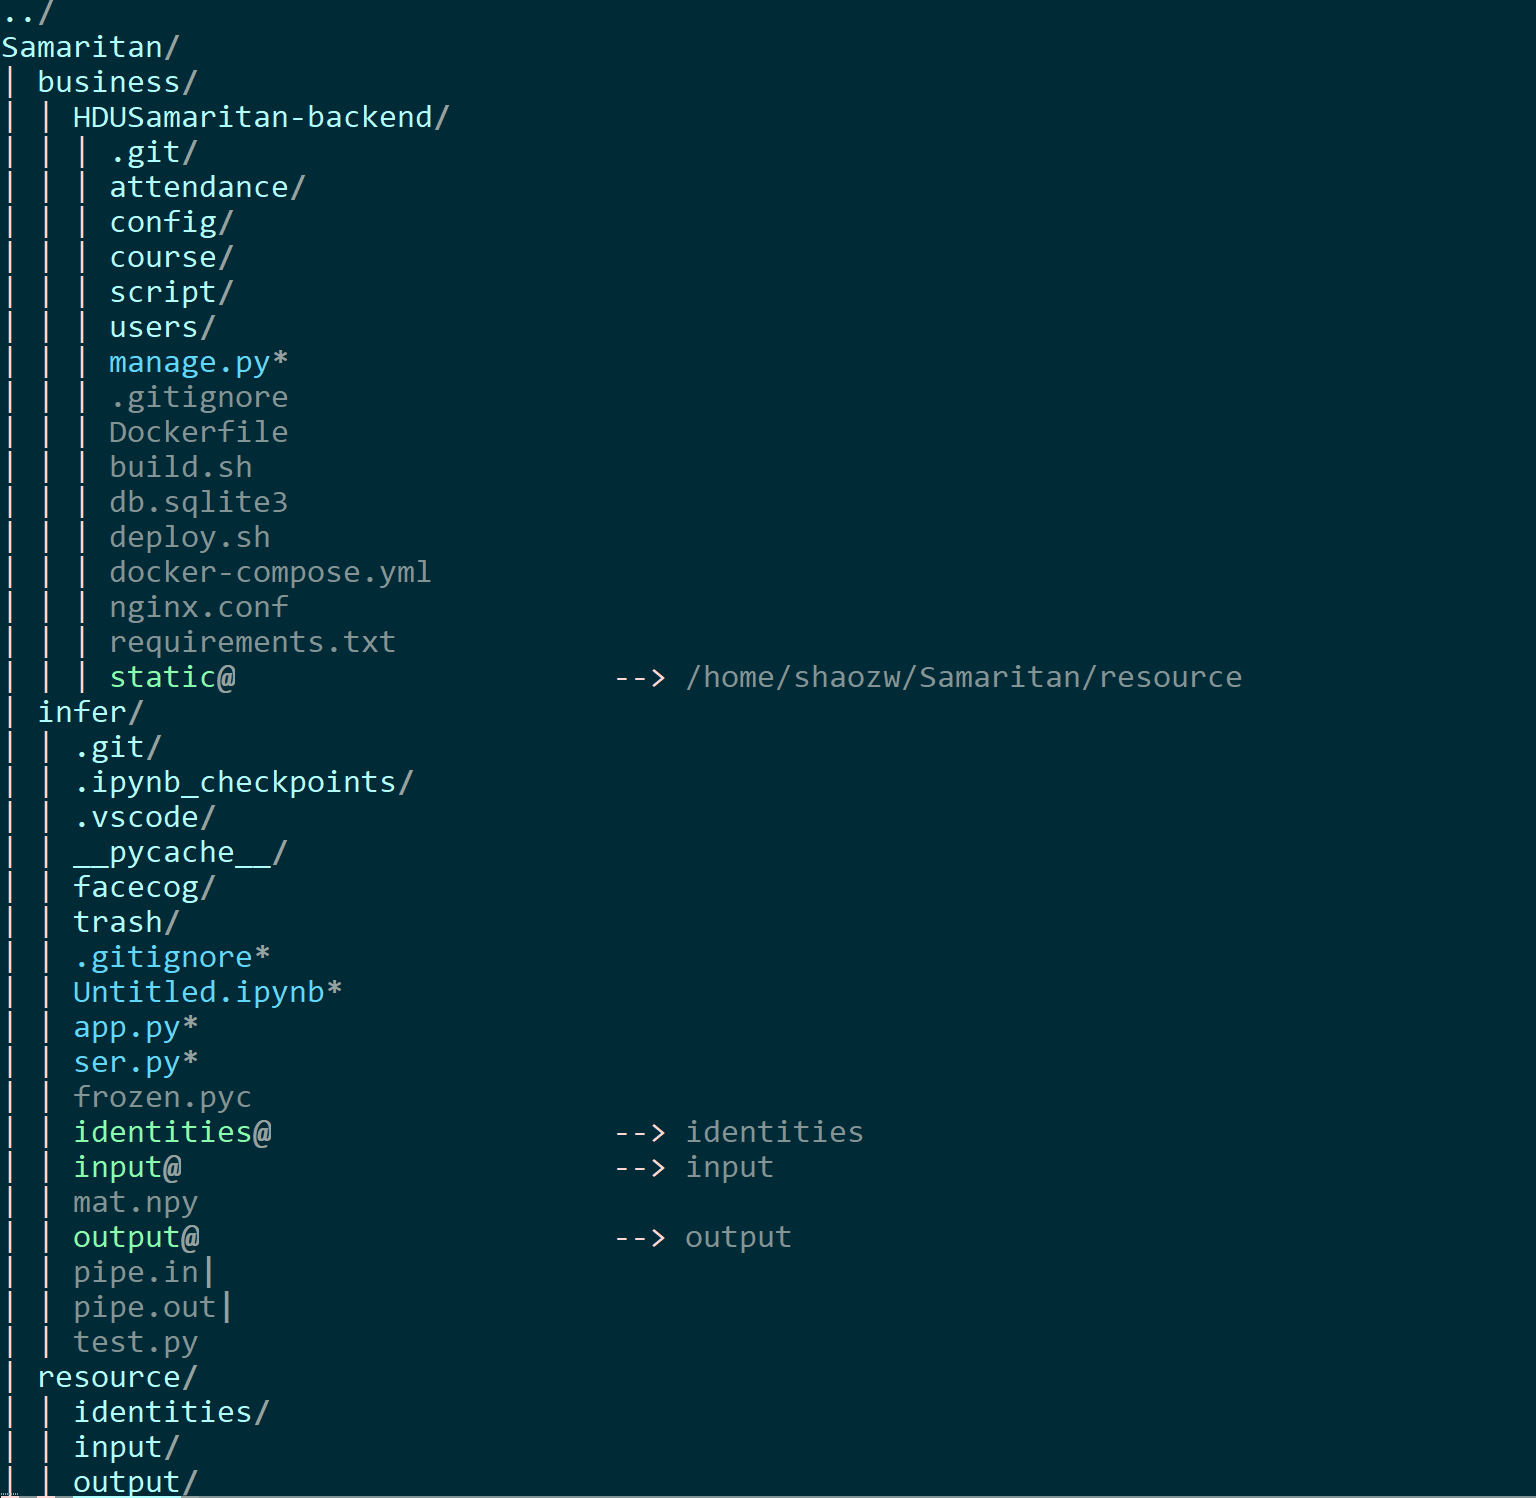 ../
Samaritan/
| business/
| | HDUSamaritan-backend/
| | | .git/
| | | attendance/
| | | config/
| | | course/
| | | script/
| | | users/
| | | manage.py*
| | | .gitignore
| | | Dockerfile
| | | build.sh
| | | db.sqlite3
| | | deploy.sh
| | | docker-compose.yml
| | | nginx.conf
| | | requirements.txt
| | | static@                     --> /home/shaozw/Samaritan/resource
| infer/
| | .git/
| | .ipynb_checkpoints/
| | .vscode/
| | __pycache__/
| | facecog/
| | trash/
| | .gitignore*
| | Untitled.ipynb*
| | app.py*
| | ser.py*
| | frozen.pyc
| | identities@                   --> identities
| | input@                        --> input
| | mat.npy
| | output@                       --> output
| | pipe.in|
| | pipe.out|
| | test.py
| resource/
| | identities/
| | input/
| | output/